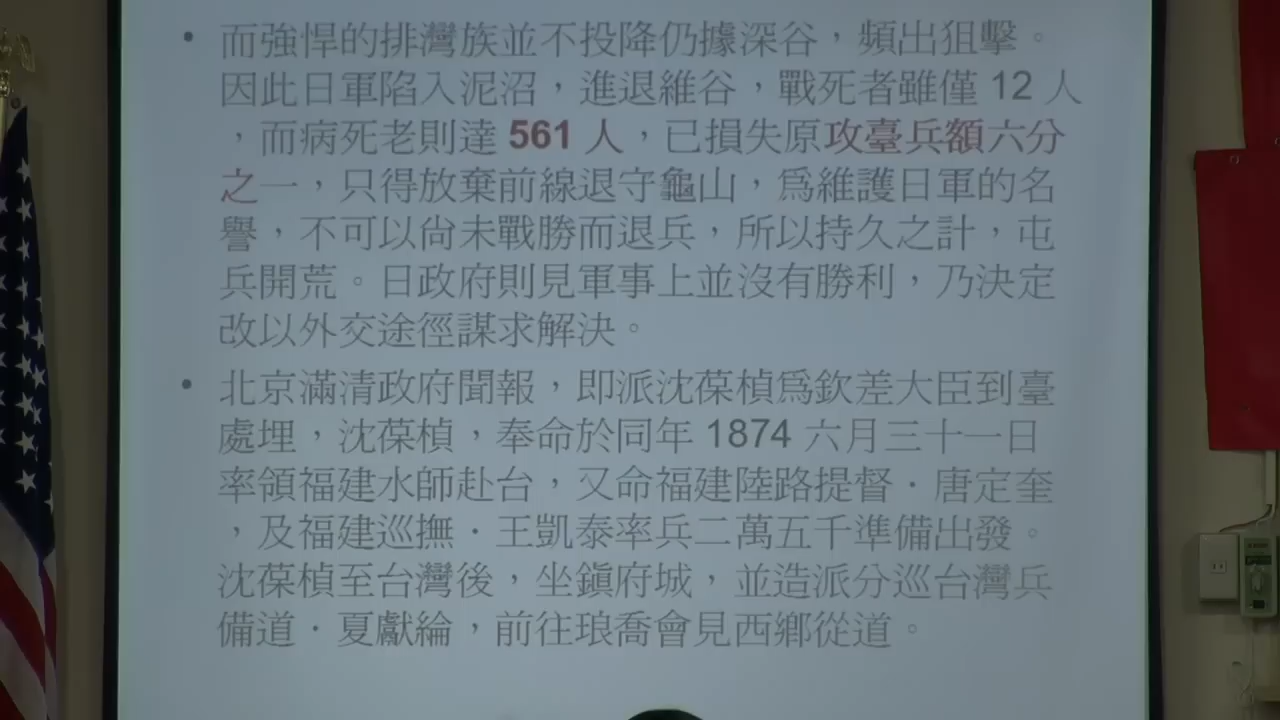 • 而強悍的排灣族並不投降仍據深谷，頻出狙擊。
因此日軍陷入泥沼，進退維谷，戰死者雖僅 12 人
，而病死老則達 561 人，已損失原攻臺兵額六分
之一，只得放棄前線退守龜山，為維護日軍的名
譽，不可以尚未戰勝而退兵，所以持久之計，屯
兵開荒。日政府則見軍事上並沒有勝利，乃決定
改以外交途徑謀求解決。
• 北京滿清政府聞報，即派沈葆楨為欽差大臣到臺
處埋，沈葆楨，奉命於同年 1874 六月三十一日
率領福建水師赴台，又命福建陸路提督．唐定奎
，及福建巡撫．王凱泰率兵二萬五千準備出發。
沈葆楨至台灣後，坐鎮府城，並造派分巡台灣兵
備道．夏獻綸，前往琅喬會見西鄉從道。